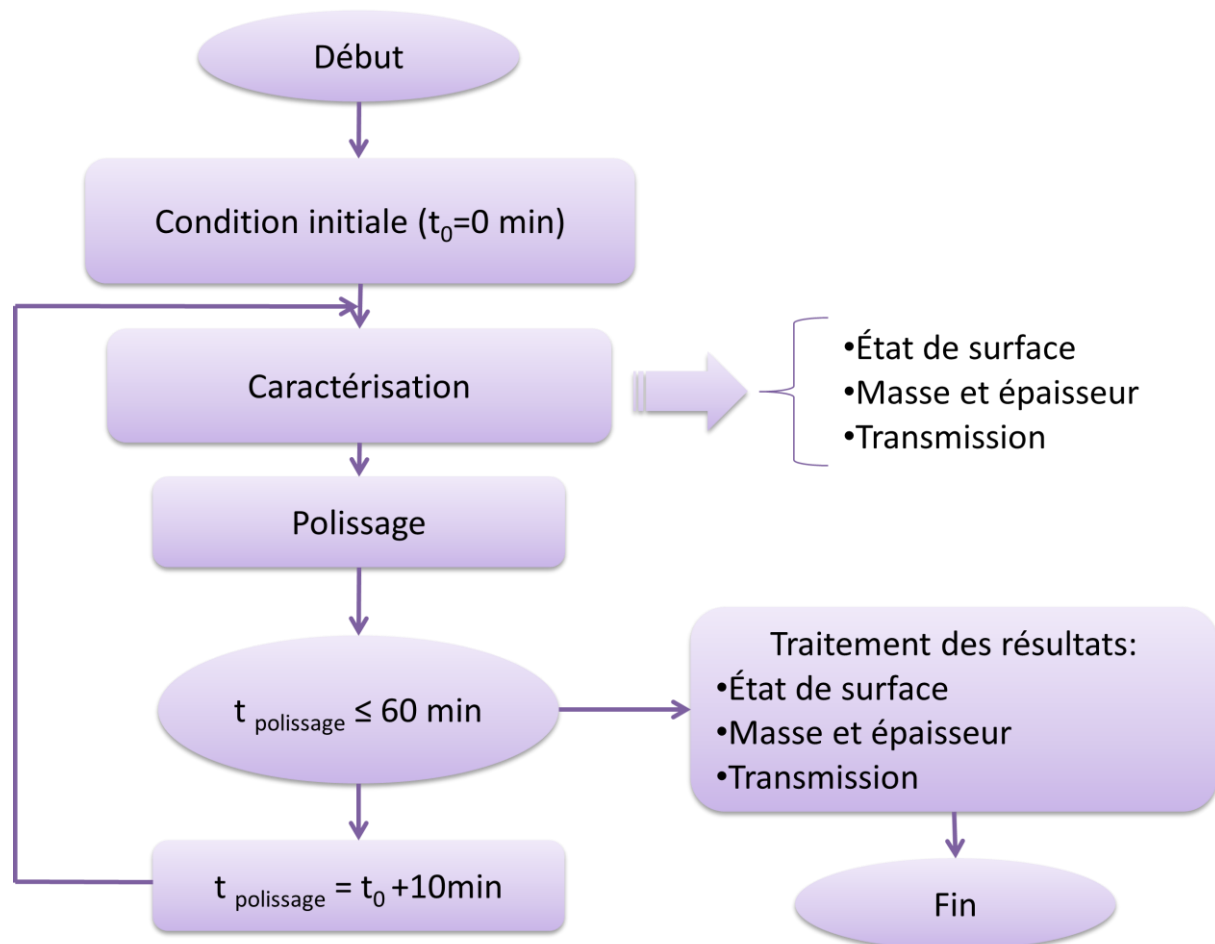 Début
Condition initiale (t₀=0 min)
Caractérisation
•État de surface
•Masse et épaisseur
•Transmission
Polissage
t polissage ≤ 60 min
Traitement des résultats:
•État de surface
•Masse et épaisseur
•Transmission
t polissage = t₀ +10min
Fin